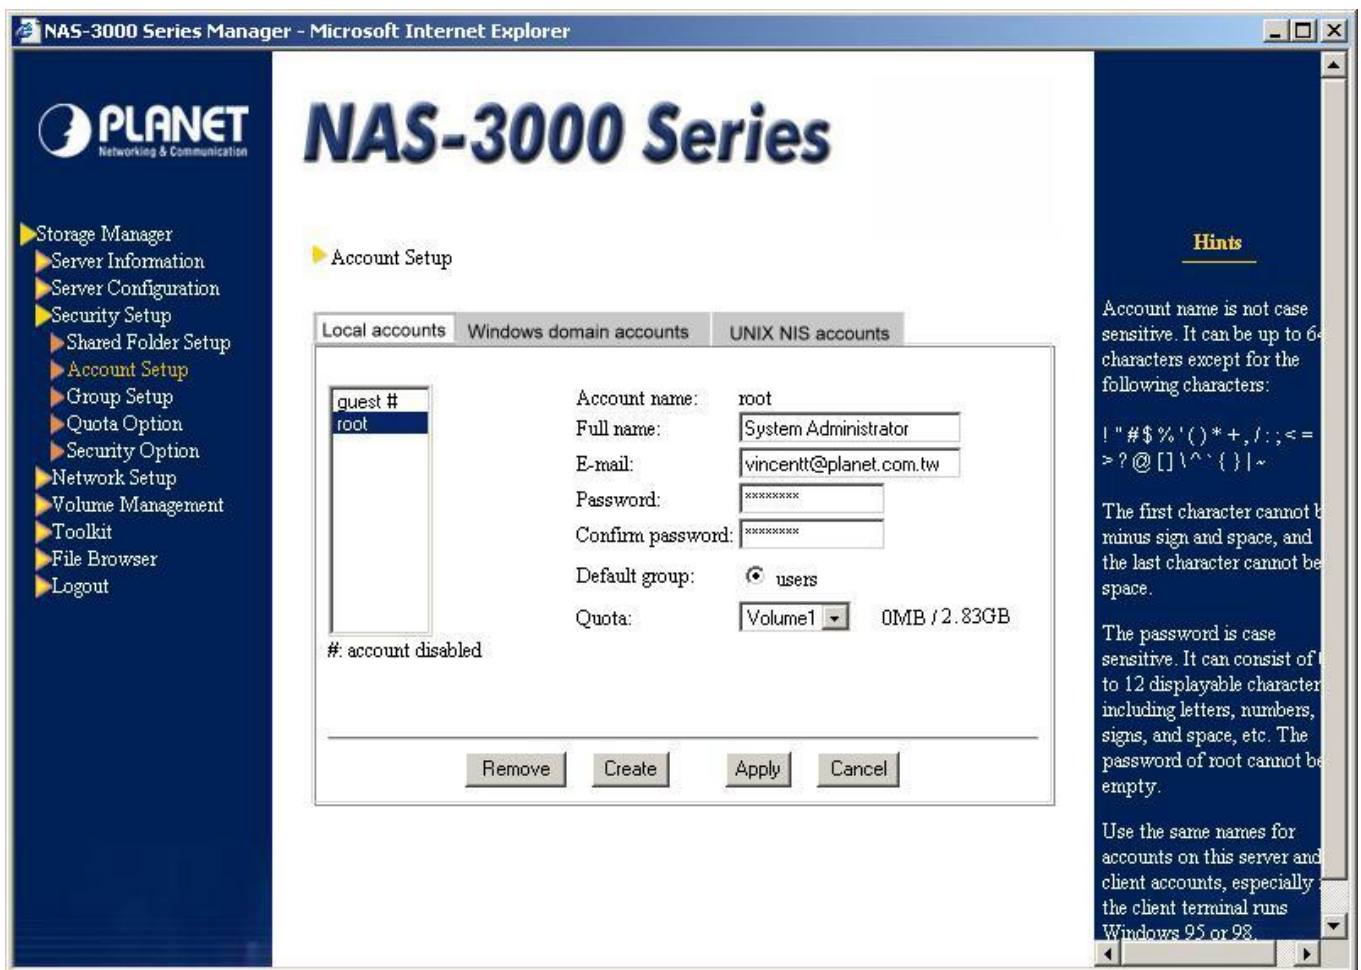 NAS-3000 Series Manager - Microsoft Internet Explorer
PLANET
Networking & Communication
NAS-3000 Series
Storage Manager
Server Information
Server Configuration
Security Setup
Shared Folder Setup
Account Setup
Group Setup
Quota Option
Security Option
Network Setup
Volume Management
Toolkit
File Browser
Logout
Account Setup
Local accounts
Windows domain accounts
UNIX NIS accounts
guest #
root
#: account disabled
Account name: root
Full name: System Administrator
E-mail: vincentt@planet.com.tw
Password: ********
Confirm password: ********
Default group: users
Quota: Volume1 0MB / 2.83GB
Remove Create Apply Cancel
Hints
Account name is not case
sensitive. It can be up to 64
characters except for the
following characters:
! " # $ % ' ( ) * + , / : ; < =
> ? @ [ ] \ ^ ` { } | ~
The first character cannot b
minus sign and space, and
the last character cannot be
space.
The password is case
sensitive. It can consist of
to 12 displayable character
including letters, numbers,
signs, and space, etc. The
password of root cannot be
empty.
Use the same names for
accounts on this server and
client accounts, especially
the client terminal runs
Windows 95 or 98.